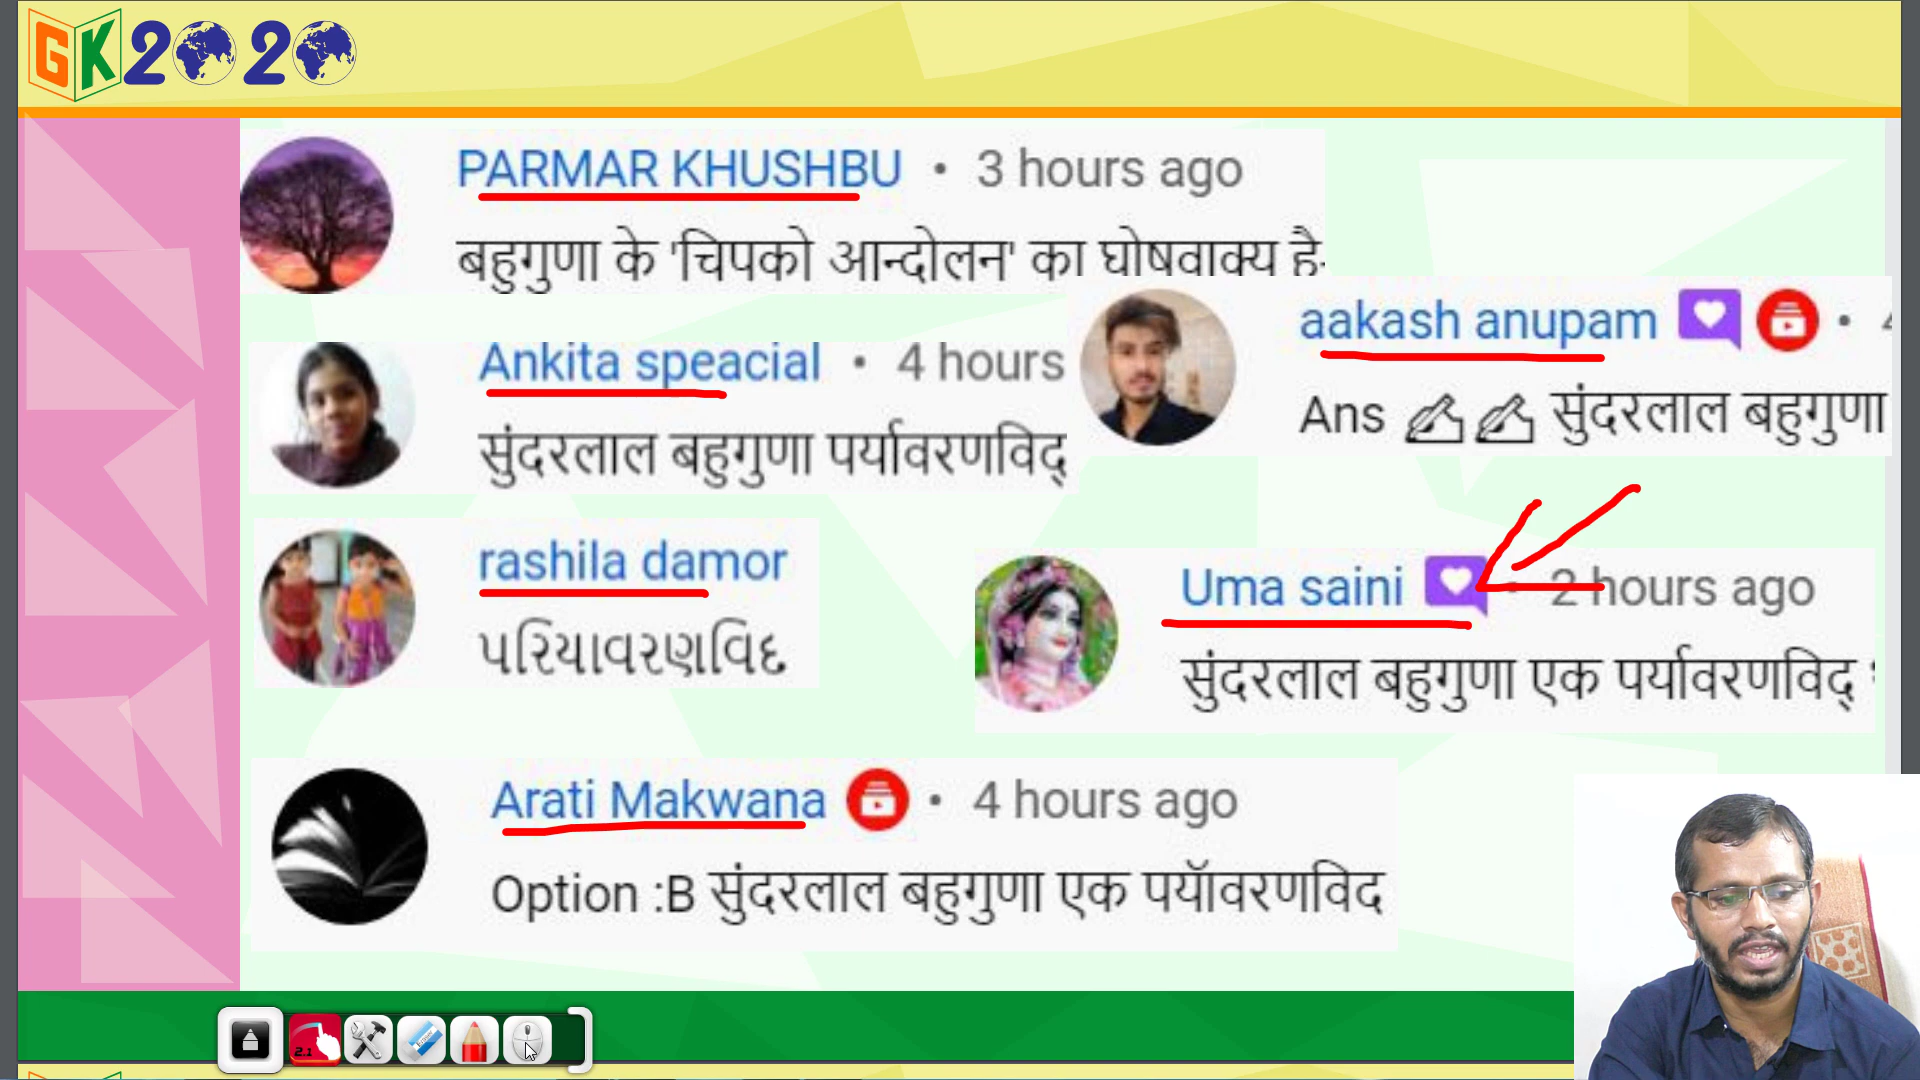 GK2020
PARMAR KHUSHBU • 3 hours ago
बहुगुणा के 'चिपको आन्दोलन' का घोषवाक्य है-
aakash anupam •
Ans ✍✍ सुंदरलाल बहुगुणा
Ankita speacial • 4 hours
सुंदरलाल बहुगुणा पर्यावरणविद्
rashila damor
પરિયાવરણવિદ
Uma saini • 2 hours ago
सुंदरलाल बहुगुणा एक पर्यावरणविद्
Arati Makwana • 4 hours ago
Option :B सुंदरलाल बहुगुणा एक पर्यॉवरणविद
2.1